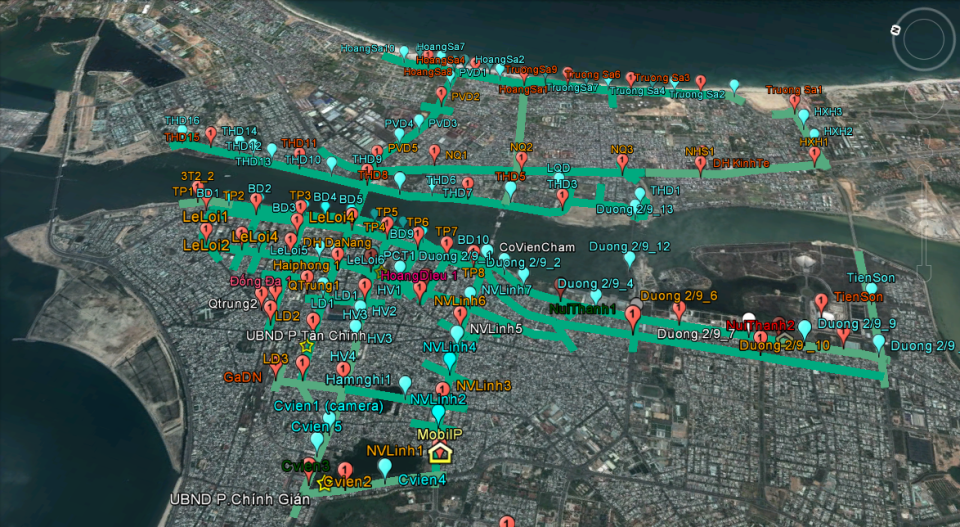 HoangSa10
HoangSa7
HoangSa2
PVD1
TruongSa9
Truong Sa6
Truong Sa3
TruongSa7
Truong Sa4
Truong Sa2
Truong Sa1
PVD2
PVD4
PVD3
PVD5
HXH3
HXH2
HXH1
THD16
THD15
THD14
THD12
THD13
THD11
THD10
THD9
THD8
NQ1
NQ2
NQ3
NHS1
DH KinhTe
LQD
THD6
THD7
THD5
THD3
THD1
3T2_2
TP1
BD1
TP2
BD2
TP3
BD3
BD4
BD5
TP4
TP5
TP6
BD9
TP7
BD10
TP8
LeLoi1
LeLoi2
LeLoi4
LeLoi4
LeLoi5
LeLoi6
DH DaNang
PCT1
CoVienCham
Duong 2/9_13
Duong 2/9_12
Duong 2/9_2
Duong 2/9_4
Duong 2/9_6
Duong 2/9_7
Duong 2/9_9
Duong 2/9_10
Duong 2/9
Haiphong 1
HoangDieu 1
Đống Đa 1
QTrung1
Qtrung2
LD1
LD1
LD2
LD3
HV1
HV2
HV3
HV3
HV4
NVLinh7
NVLinh6
NVLinh5
NVLinh4
NVLinh3
NVLinh2
NVLinh1
NuiThanh1
NuiThanh2
TienSon
TienSon
UBND P.Tân Chính
GaDN
Hamnghi1
Cvien1 (camera)
Cvien 5
Cvien3
Cvien2
Cvien4
MobilP
UBND P.Chính Gián